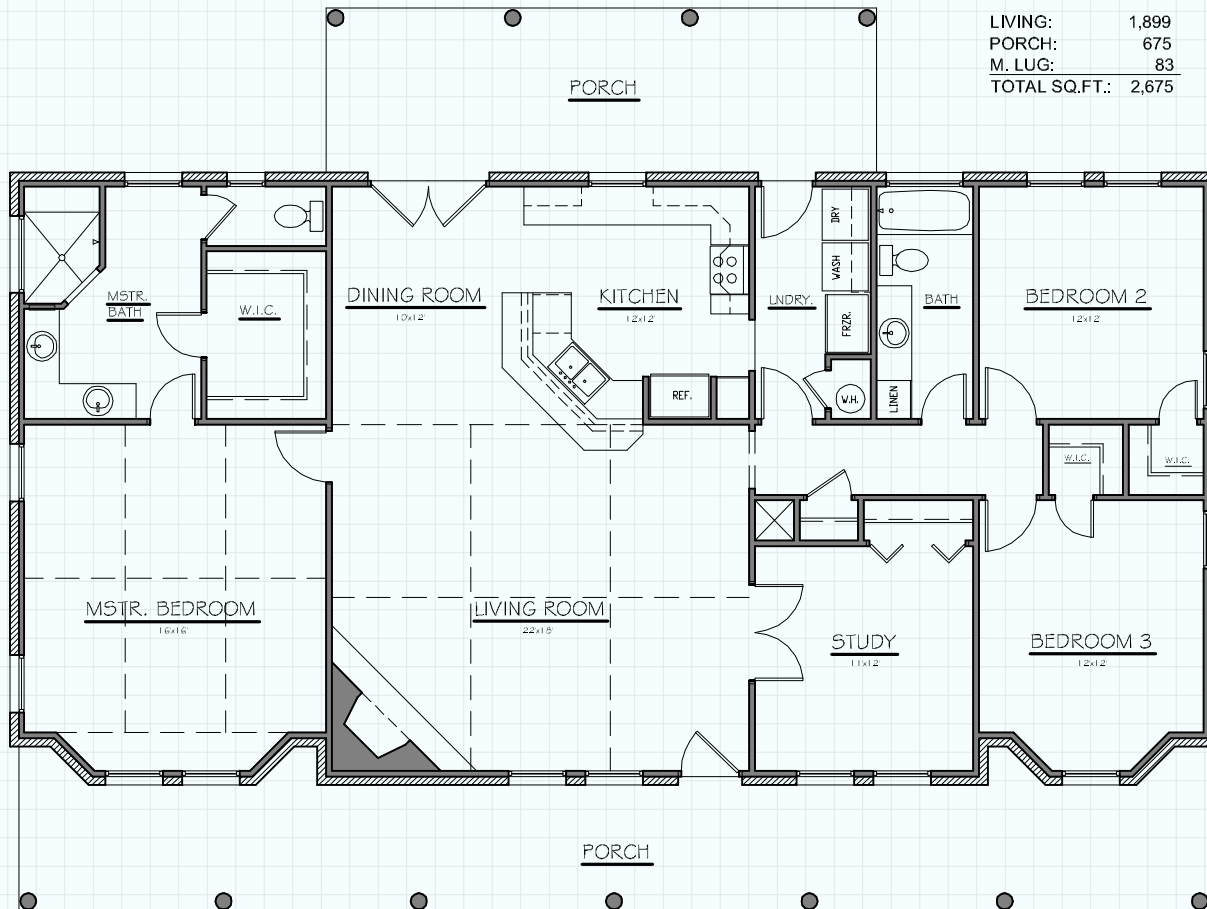 LIVING: 1,899
PORCH: 675
M. LUG: 83
TOTAL SQ.FT.: 2,675
PORCH
MSTR.
BATH
W.I.C.
DINING ROOM
10x12'
KITCHEN
12x12'
LNDRY.
DRY
WASH
FRZR.
W.H.
REF.
BATH
LINEN
BEDROOM 2
12x12'
W.I.C.
W.I.C.
MSTR. BEDROOM
16x16'
LIVING ROOM
22x18'
STUDY
11x12'
BEDROOM 3
12x12'
PORCH